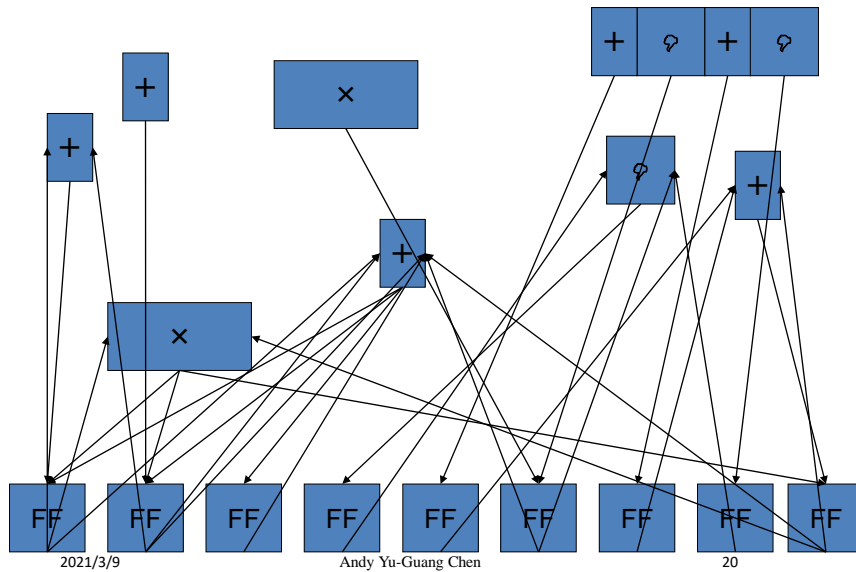 + + +
+ ×
+
+
+
×
FF FF FF FF FF FF FF FF FF
2021/3/9 Andy Yu-Guang Chen 20